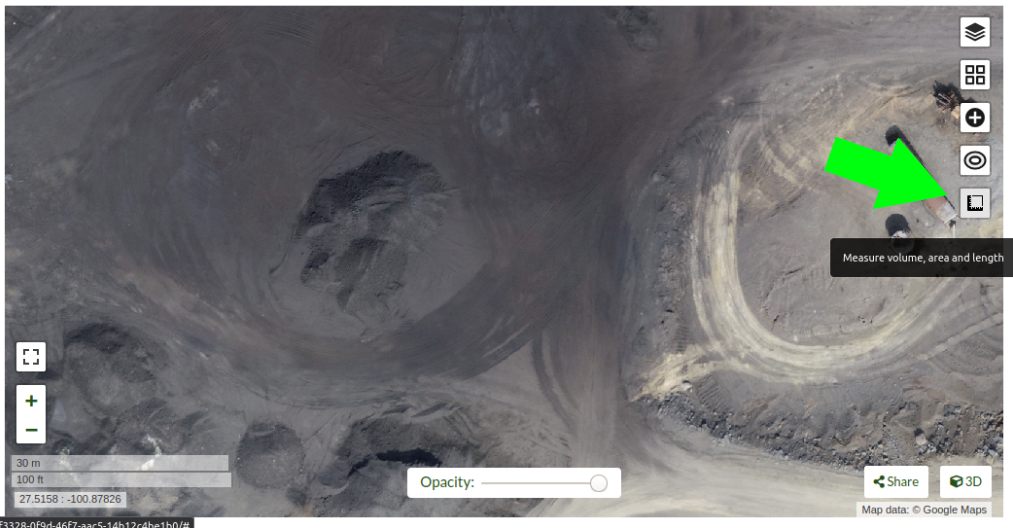 Measure volume, area and length
+
−
30 m
100 ft
27.5158 : -100.87826
Opacity:
Share
3D
Map data: © Google Maps
f3328-0f9d-46f7-aac5-14b12c4be1b0/#